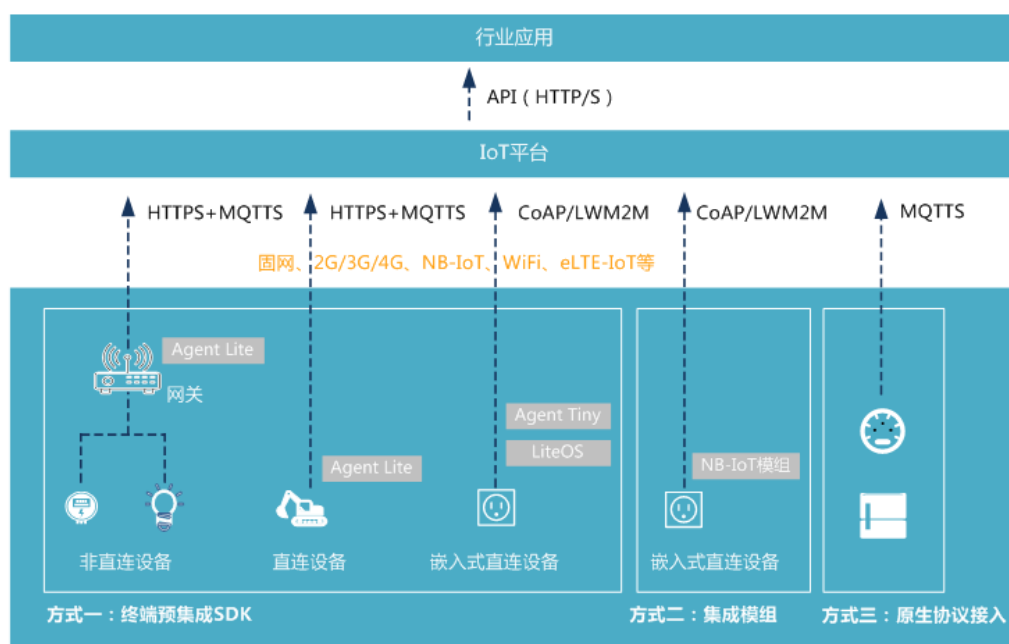 行业应用
API（HTTP/S）
IoT平台
HTTPS+MQTTS
HTTPS+MQTTS
CoAP/LWM2M
CoAP/LWM2M
MQTTS
固网、2G/3G/4G、NB-IoT、WiFi、eLTE-IoT等
Agent Lite
网关
Agent Tiny
LiteOS
Agent Lite
NB-IoT模组
非直连设备
直连设备
嵌入式直连设备
嵌入式直连设备
方式一：终端预集成SDK
方式二：集成模组
方式三：原生协议接入